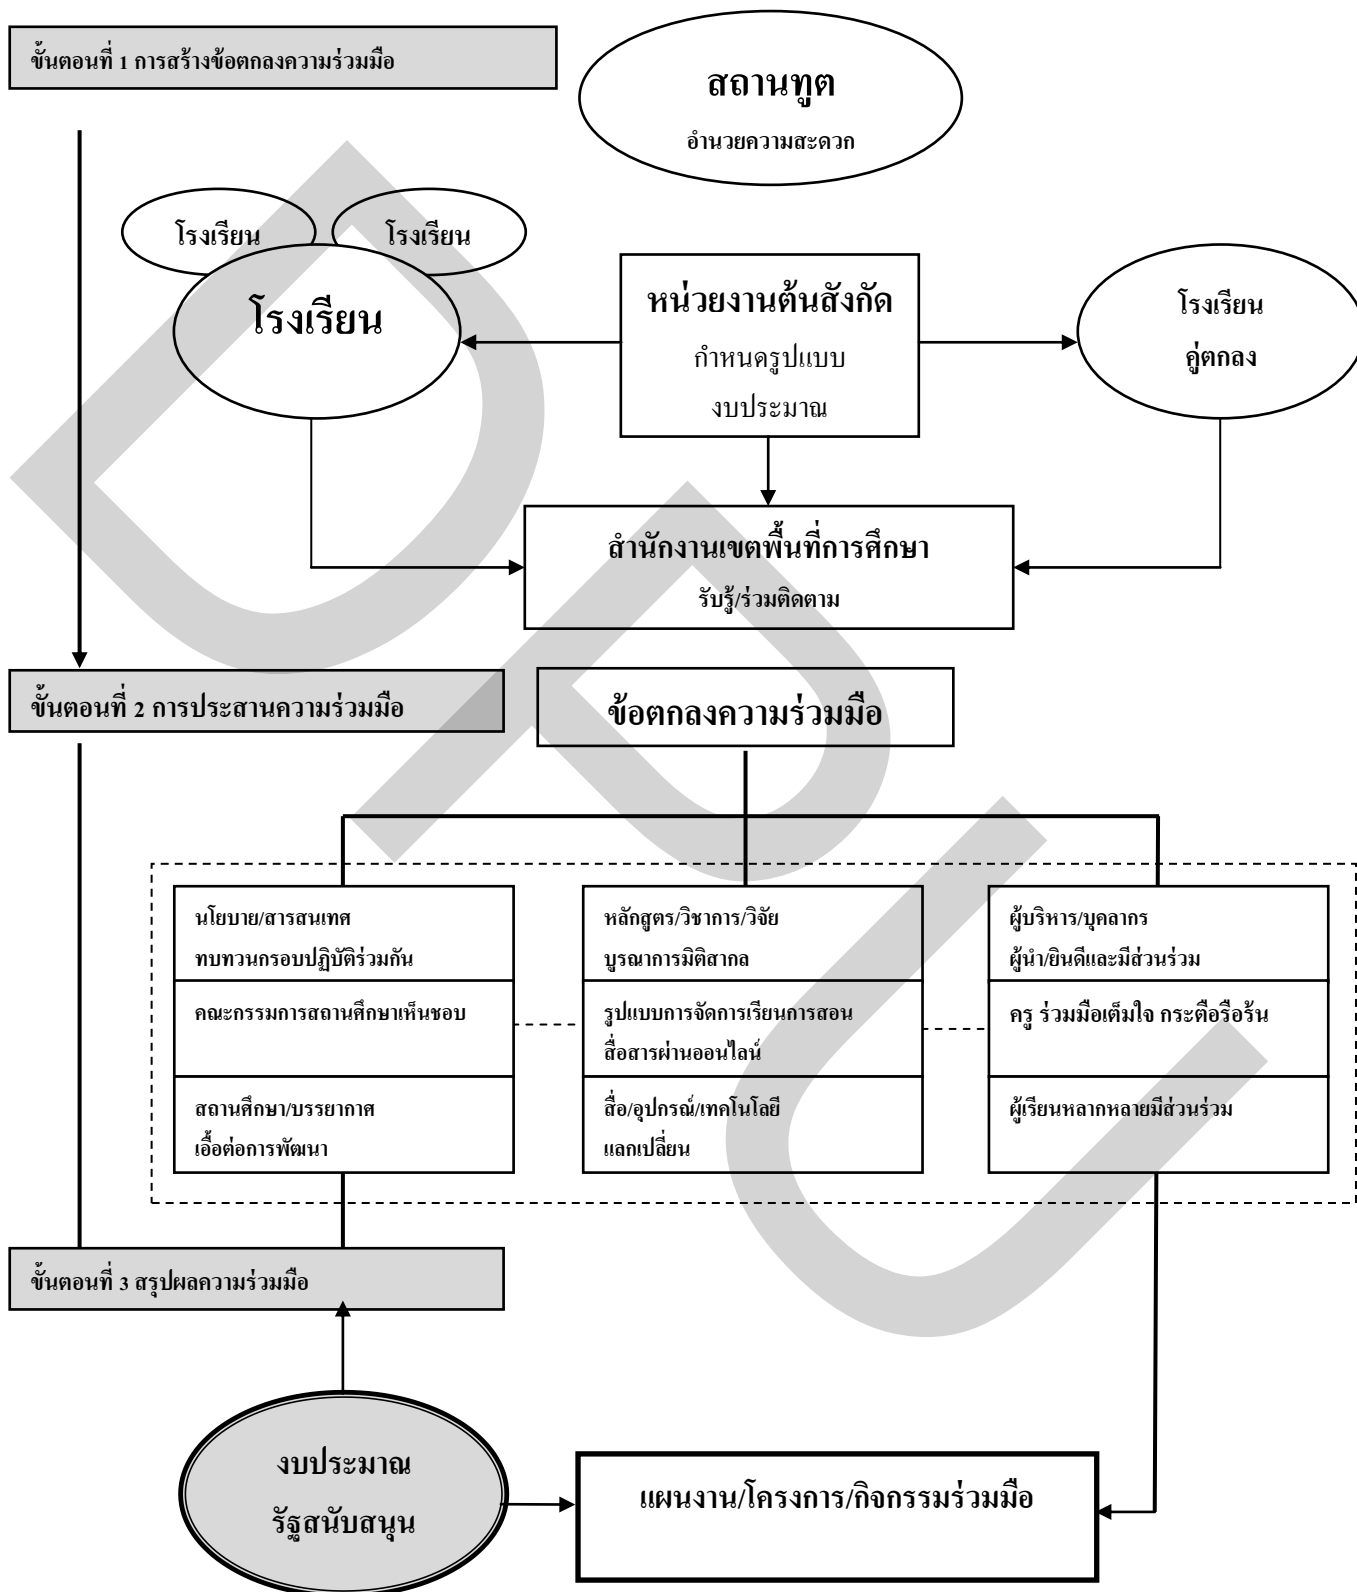 ขั้นตอนที่ 1 การสร้างข้อตกลงความร่วมมือ
สถานทูต
อำนวยความสะดวก
โรงเรียน
โรงเรียน
โรงเรียน
หน่วยงานต้นสังกัด
กำหนดรูปแบบ
งบประมาณ
โรงเรียน
คู่ตกลง
สำนักงานเขตพื้นที่การศึกษา
รับรู้/ร่วมติดตาม
ขั้นตอนที่ 2 การประสานความร่วมมือ
ข้อตกลงความร่วมมือ
นโยบาย/สารสนเทศ
ทบทวนกรอบปฏิบัติร่วมกัน
คณะกรรมการสถานศึกษาเห็นชอบ
สถานศึกษา/บรรยากาศ
เอื้อต่อการพัฒนา
หลักสูตร/วิชาการ/วิจัย
บูรณาการมิติสากล
รูปแบบการจัดการเรียนการสอน
สื่อสารผ่านออนไลน์
สื่อ/อุปกรณ์/เทคโนโลยี
แลกเปลี่ยน
ผู้บริหาร/บุคลากร
ผู้นำ/ยินดีและมีส่วนร่วม
ครู ร่วมมือเต็มใจ กระตือรือร้น
ผู้เรียนหลากหลายมีส่วนร่วม
ขั้นตอนที่ 3 สรุปผลความร่วมมือ
งบประมาณ
รัฐสนับสนุน
แผนงาน/โครงการ/กิจกรรมร่วมมือ
DPU